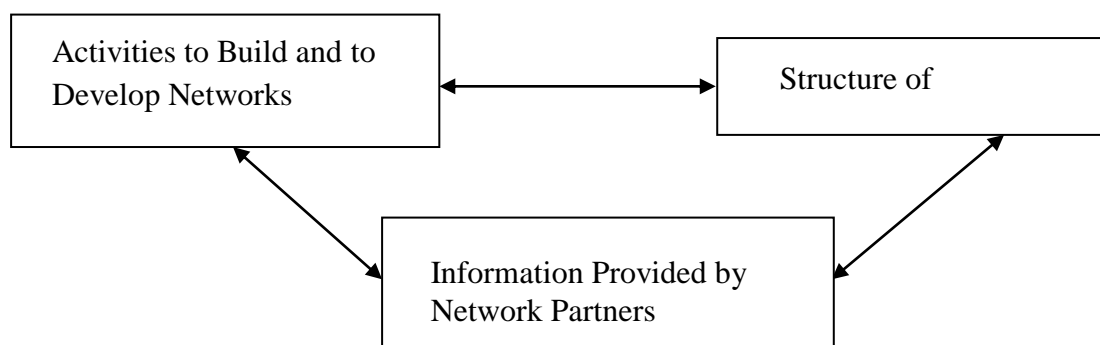 Activities to Build and to
Develop Networks
Structure of
Information Provided by
Network Partners